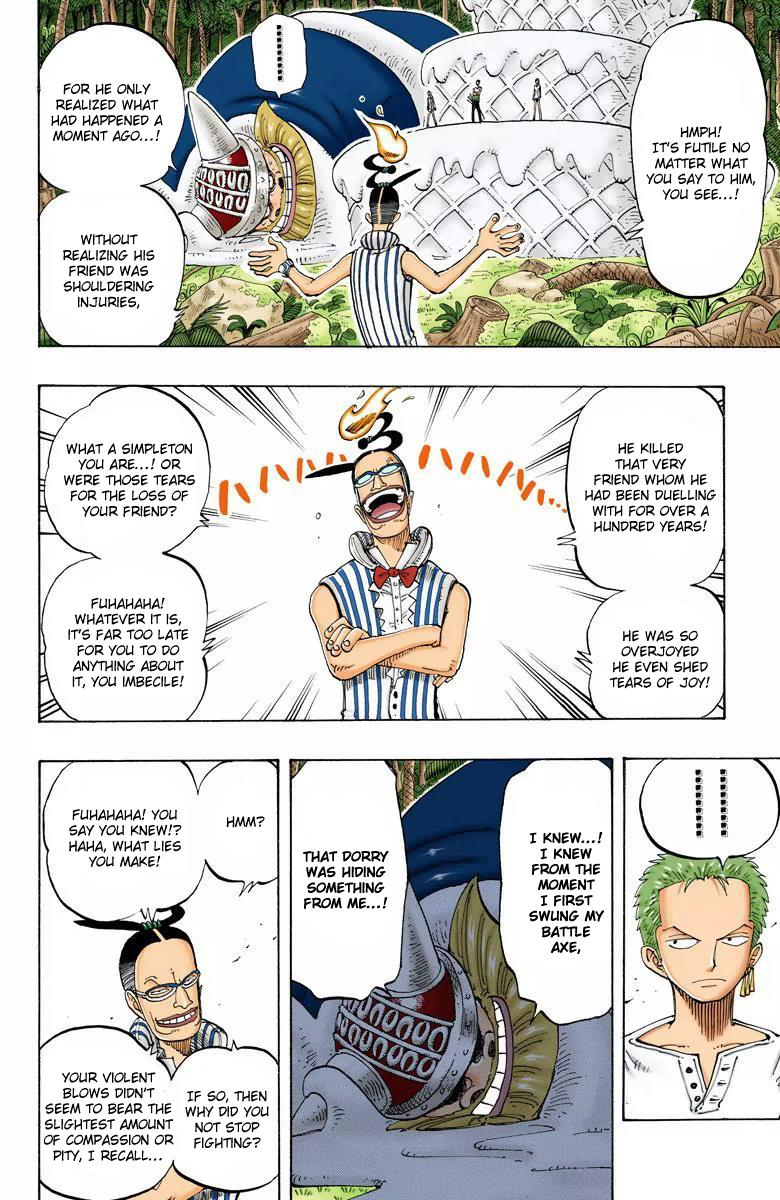 HMPH!
IT'S FUTILE NO
MATTER WHAT
YOU SAY TO HIM,
YOU SEE...!
FOR HE ONLY
REALIZED WHAT
HAD HAPPENED A
MOMENT AGO...!
WITHOUT
REALIZING HIS
FRIEND WAS
SHOULDERING
INJURIES,
HE KILLED
THAT VERY
FRIEND WHOM HE
HAD BEEN DUELLING
WITH FOR OVER A
HUNDRED YEARS!
HE WAS SO
OVERJOYED
HE EVEN SHED
TEARS OF JOY!
WHAT A SIMPLETON
YOU ARE...! OR
WERE THOSE TEARS
FOR THE LOSS OF
YOUR FRIEND?
FUHAHAHA!
WHATEVER IT IS,
IT'S FAR TOO LATE
FOR YOU TO DO
ANYTHING ABOUT
IT, YOU IMBECILE!
I KNEW...!
I KNEW
FROM THE
MOMENT
I FIRST
SWUNG MY
BATTLE
AXE,
THAT DORRY
WAS HIDING
SOMETHING
FROM ME...!
HMM?
FUHAHAHA! YOU
SAY YOU KNEW!?
HAHA, WHAT LIES
YOU MAKE!
IF SO, THEN
WHY DID YOU
NOT STOP
FIGHTING?
YOUR VIOLENT
BLOWS DIDN'T
SEEM TO BEAR THE
SLIGHTEST AMOUNT
OF COMPASSION OR
PITY, I RECALL...